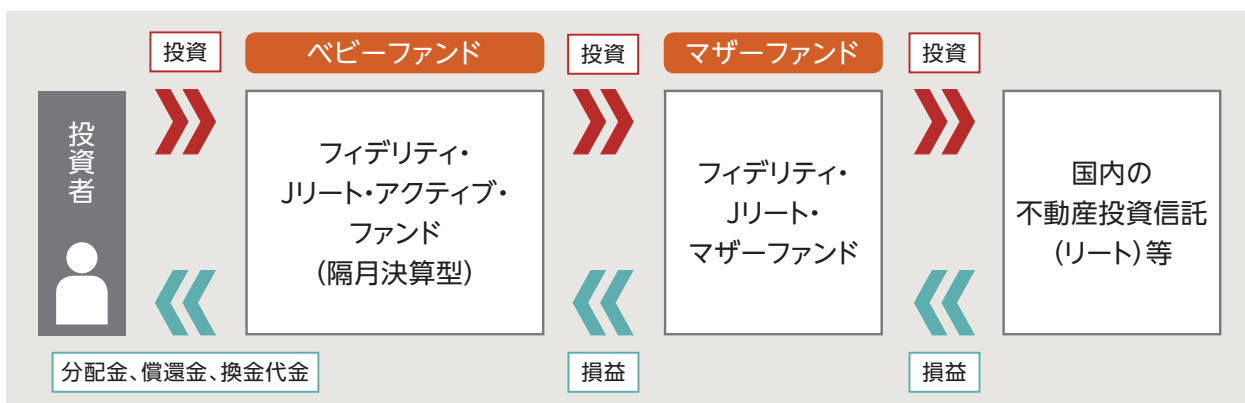 投資
ベビーファンド
投資
マザーファンド
投資
投資者
フィデリティ・
Jリート・アクティブ・
ファンド
(隔月決算型)
フィデリティ・
Jリート・
マザーファンド
国内の
不動産投資信託
(リート)等
分配金、償還金、換金代金
損益
損益